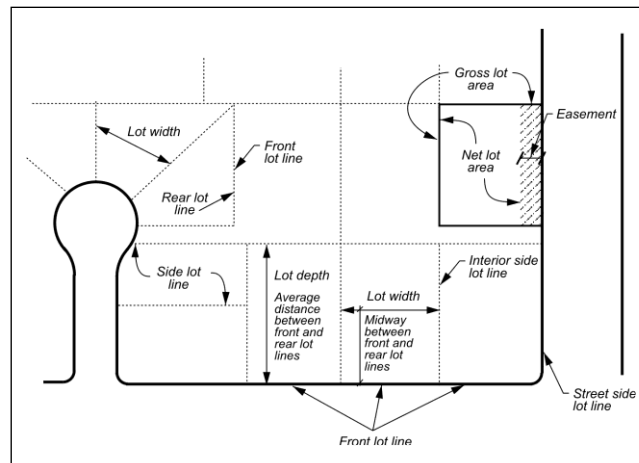 Gross lot
area
Easement
Lot width
Front
lot line
Net lot
area
Rear lot
line
Side lot
line
Lot depth
Average
distance
between
front and
rear lot
lines
Lot width
Midway
between
front and
rear lot
lines
Interior side
lot line
Street side
lot line
Front lot line